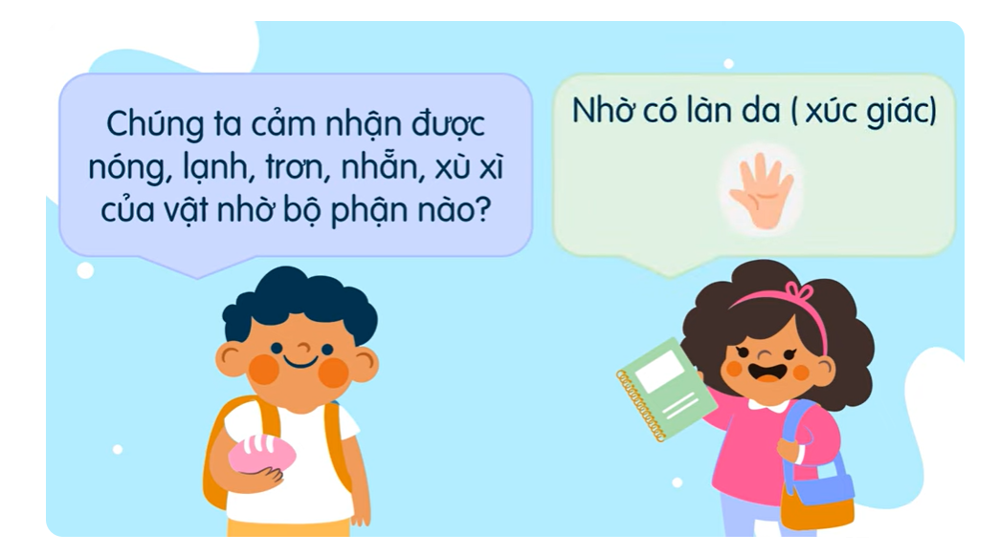 Chúng ta cảm nhận được
nóng, lạnh, trơn, nhẵn, xù xì
của vật nhờ bộ phận nào?
Nhờ có làn da ( xúc giác)